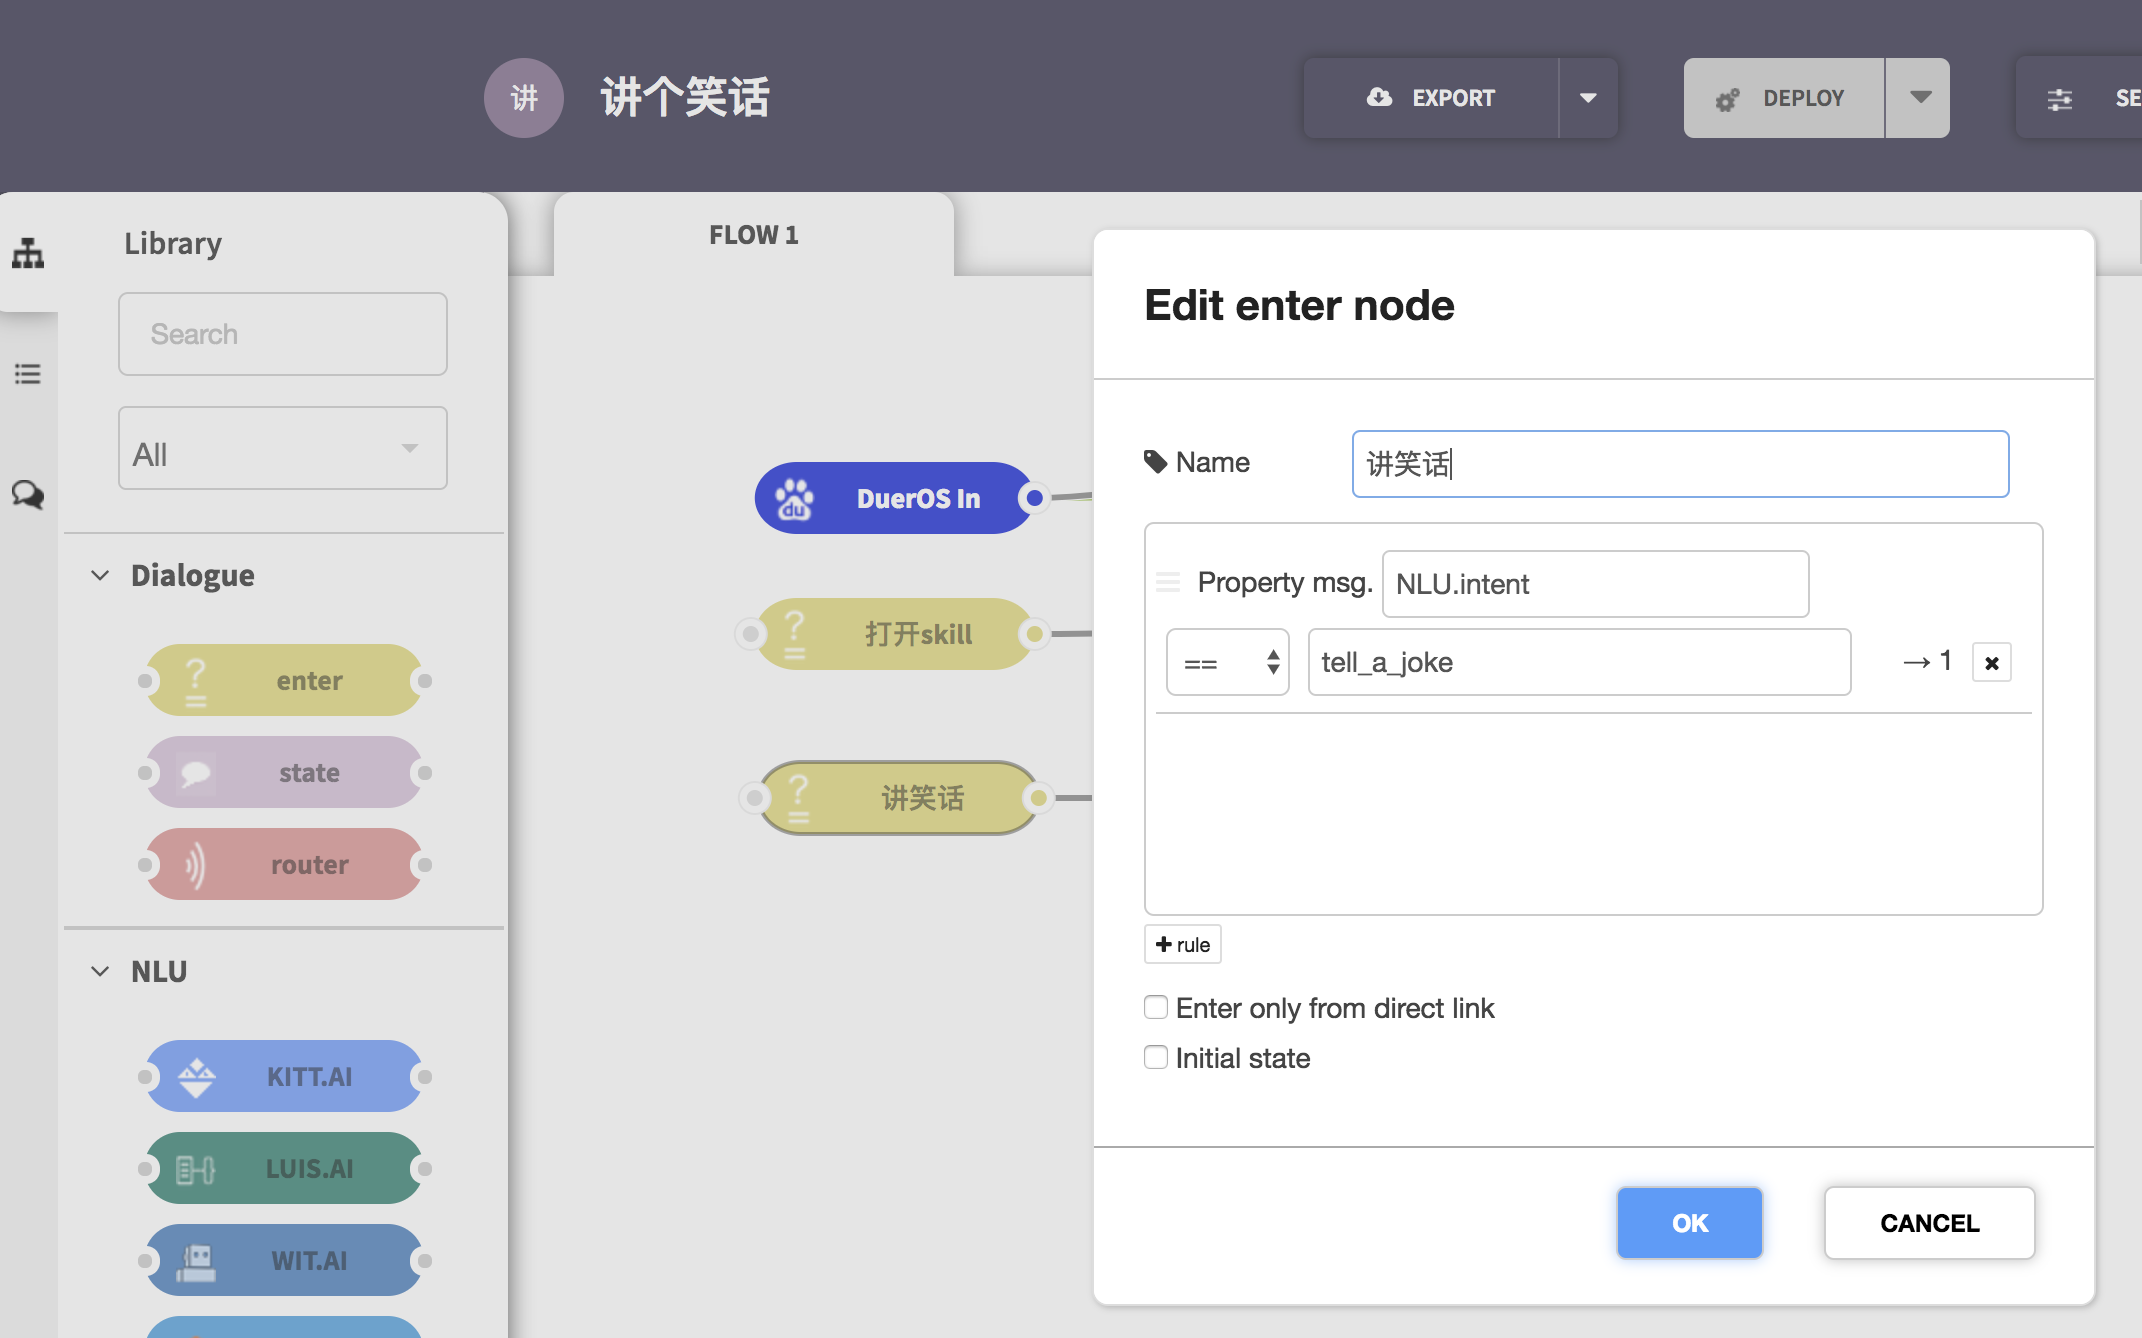 讲 讲个笑话
EXPORT
DEPLOY
SE
Library
Search
All
Dialogue
enter
state
router
NLU
KITT.AI
LUIS.AI
WIT.AI
FLOW 1
du DuerOS In
打开skill
讲笑话
Edit enter node
Name 讲笑话
Property msg. NLU.intent
== tell_a_joke → 1
rule
Enter only from direct link
Initial state
OK
CANCEL